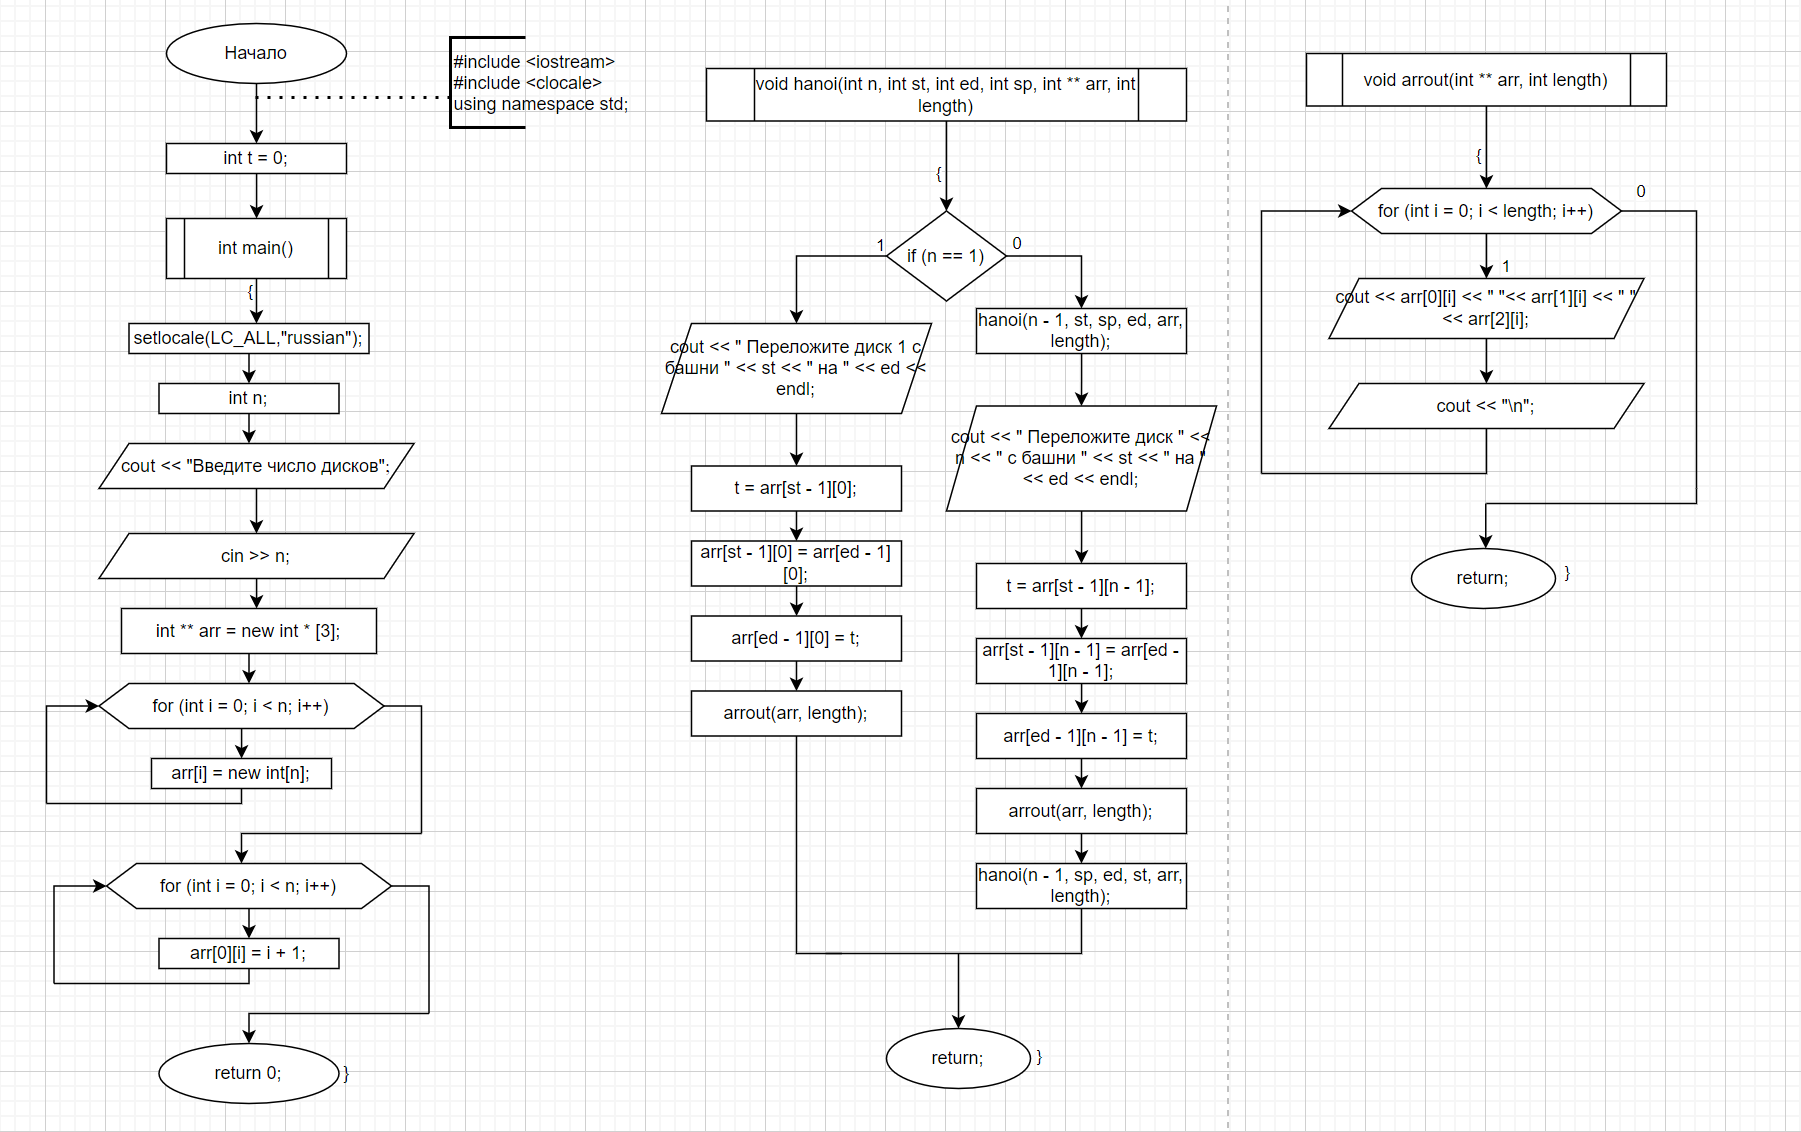 Начало
#include <iostream>
#include <clocale>
using namespace std;
int t = 0;
int main()
{
setlocale(LC_ALL,"russian");
int n;
cout << "Введите число дисков";
cin >> n;
int ** arr = new int * [3];
for (int i = 0; i < n; i++)
arr[i] = new int[n];
for (int i = 0; i < n; i++)
arr[0][i] = i + 1;
return 0;
}
void hanoi(int n, int st, int ed, int sp, int ** arr, int
length)
{
if (n == 1)
1
0
cout << " Переложите диск 1 с
башни " << st << " на " << ed <<
endl;
t = arr[st - 1][0];
arr[st - 1][0] = arr[ed - 1]
[0];
arr[ed - 1][0] = t;
arrout(arr, length);
hanoi(n - 1, st, sp, ed, arr,
length);
cout << " Переложите диск " <<
n << " с башни " << st << " на "
<< ed << endl;
t = arr[st - 1][n - 1];
arr[st - 1][n - 1] = arr[ed -
1][n - 1];
arr[ed - 1][n - 1] = t;
arrout(arr, length);
hanoi(n - 1, sp, ed, st, arr,
length);
return;
}
void arrout(int ** arr, int length)
{
for (int i = 0; i < length; i++)
0
1
cout << arr[0][i] << " "<< arr[1][i] << " "
<< arr[2][i];
cout << "\n";
return;
}